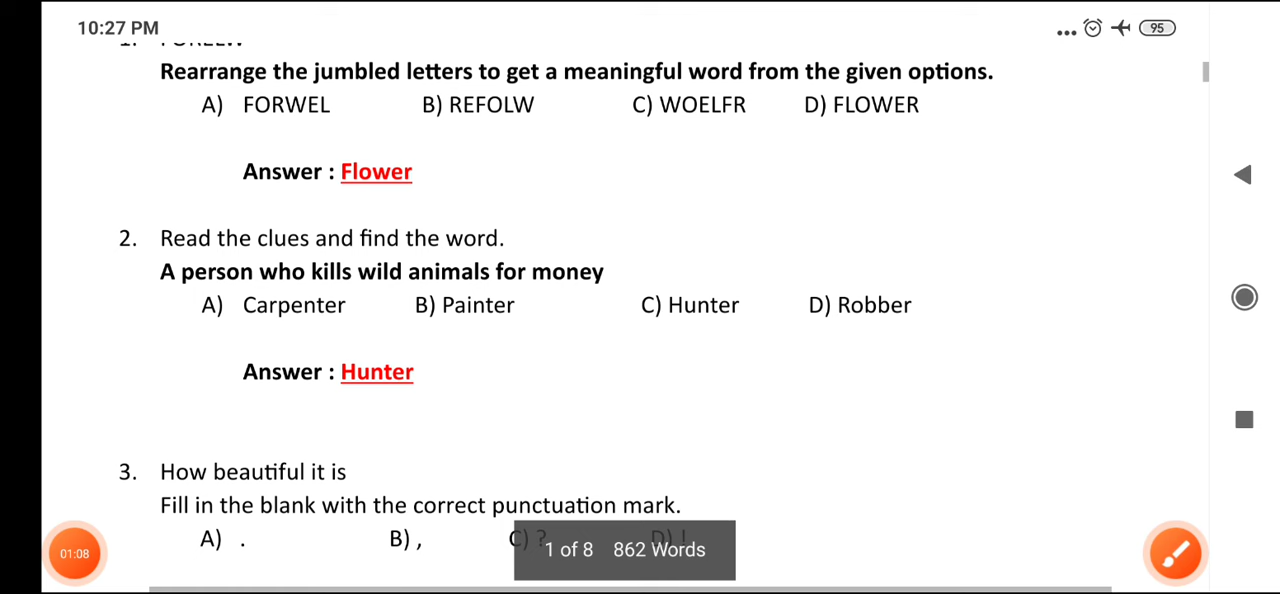 10:27 PM
95
Rearrange the jumbled letters to get a meaningful word from the given options.
A) FORWEL B) REFOLW C) WOELFR D) FLOWER
Answer : Flower
2. Read the clues and find the word.
A person who kills wild animals for money
A) Carpenter B) Painter C) Hunter D) Robber
Answer : Hunter
3. How beautiful it is
Fill in the blank with the correct punctuation mark.
A) . B) , C) ? D) !
1 of 8 862 Words
01:08